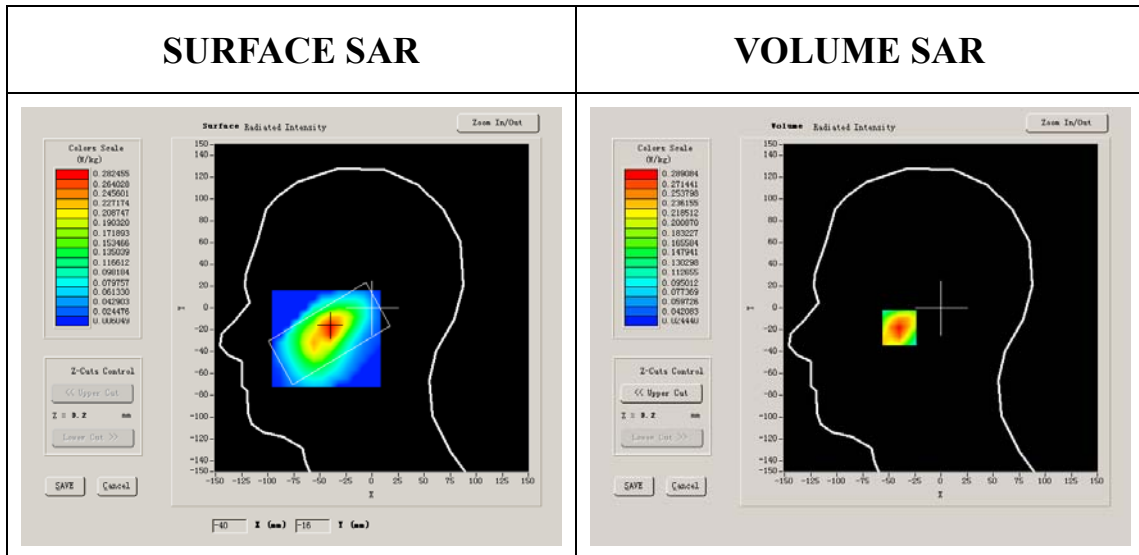 SURFACE SAR
VOLUME SAR
Surface Radiated Intensity
Zoom In/Out
Colors Scale
(W/kg)
0.282455
0.264028
0.245601
0.227174
0.208747
0.190320
0.171893
0.153466
0.135039
0.116612
0.098184
0.079757
0.061330
0.042903
0.024476
0.006049
150
140
120
100
80
60
40
20
0
-20
-40
-60
-80
-100
-120
-140
-150
Y
-150 -125 -100 -75 -50 -25 0 25 50 75 100 125 150
X
Z-Cuts Control
<< Upper Cut
Z = 3.2 mm
Lower Cut >>
SAVE
Cancel
-40 X (mm) -16 Y (mm)
Volume Radiated Intensity
Zoom In/Out
Colors Scale
(W/kg)
0.289084
0.271441
0.253798
0.236155
0.218512
0.200870
0.183227
0.165584
0.147941
0.130298
0.112655
0.095012
0.077369
0.059726
0.042083
0.024440
150
140
120
100
80
60
40
20
0
-20
-40
-60
-80
-100
-120
-140
-150
Y
-150 -125 -100 -75 -50 -25 0 25 50 75 100 125 150
X
Z-Cuts Control
<< Upper Cut
Z = 3.2 mm
Lower Cut >>
SAVE
Cancel